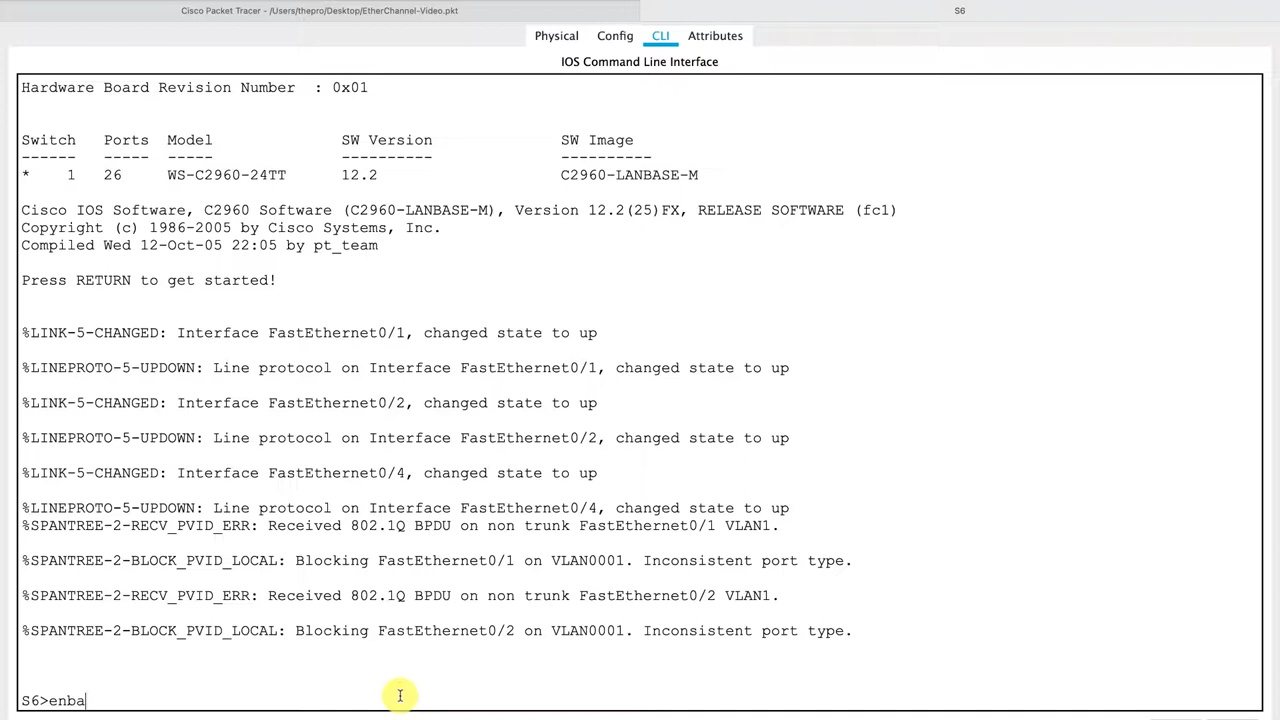 Cisco Packet Tracer - /Users/thepro/Desktop/EtherChannel-Video.pkt
S6
Physical Config CLI Attributes
IOS Command Line Interface
Hardware Board Revision Number : 0x01
Switch Ports Model SW Version SW Image
------ ----- ----- ---------- ----------
* 1 26 WS-C2960-24TT 12.2 C2960-LANBASE-M
Cisco IOS Software, C2960 Software (C2960-LANBASE-M), Version 12.2(25)FX, RELEASE SOFTWARE (fc1)
Copyright (c) 1986-2005 by Cisco Systems, Inc.
Compiled Wed 12-Oct-05 22:05 by pt_team
Press RETURN to get started!
%LINK-5-CHANGED: Interface FastEthernet0/1, changed state to up
%LINEPROTO-5-UPDOWN: Line protocol on Interface FastEthernet0/1, changed state to up
%LINK-5-CHANGED: Interface FastEthernet0/2, changed state to up
%LINEPROTO-5-UPDOWN: Line protocol on Interface FastEthernet0/2, changed state to up
%LINK-5-CHANGED: Interface FastEthernet0/4, changed state to up
%LINEPROTO-5-UPDOWN: Line protocol on Interface FastEthernet0/4, changed state to up
%SPANTREE-2-RECV_PVID_ERR: Received 802.1Q BPDU on non trunk FastEthernet0/1 VLAN1.
%SPANTREE-2-BLOCK_PVID_LOCAL: Blocking FastEthernet0/1 on VLAN0001. Inconsistent port type.
%SPANTREE-2-RECV_PVID_ERR: Received 802.1Q BPDU on non trunk FastEthernet0/2 VLAN1.
%SPANTREE-2-BLOCK_PVID_LOCAL: Blocking FastEthernet0/2 on VLAN0001. Inconsistent port type.
S6>enba